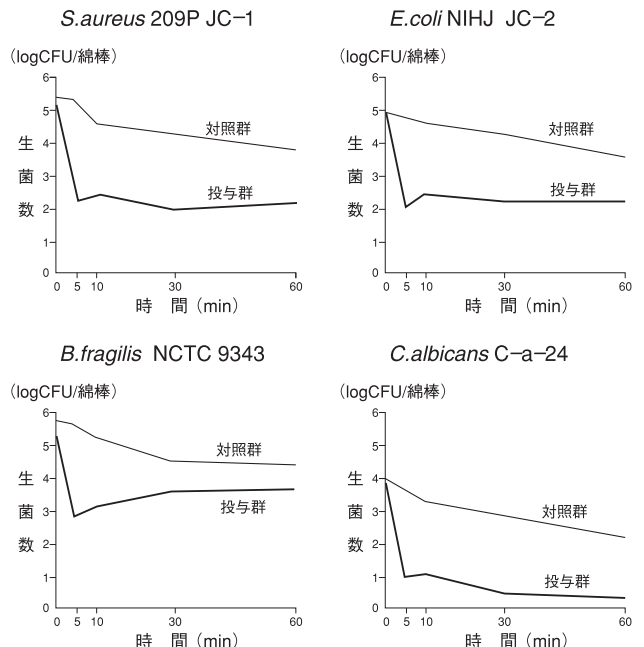 S.aureus 209P JC−1
(logCFU/綿棒)
6
5
4
3
2
1
0
生
菌
数
対照群
投与群
0 5 10 30 60
時 間 (min)
E.coli NIHJ JC−2
(logCFU/綿棒)
6
5
4
3
2
1
0
生
菌
数
対照群
投与群
0 5 10 30 60
時 間 (min)
B.fragilis NCTC 9343
(logCFU/綿棒)
6
5
4
3
2
1
0
生
菌
数
対照群
投与群
0 5 10 30 60
時 間 (min)
C.albicans C−a−24
(logCFU/綿棒)
6
5
4
3
2
1
0
生
菌
数
対照群
投与群
0 5 10 30 60
時 間 (min)